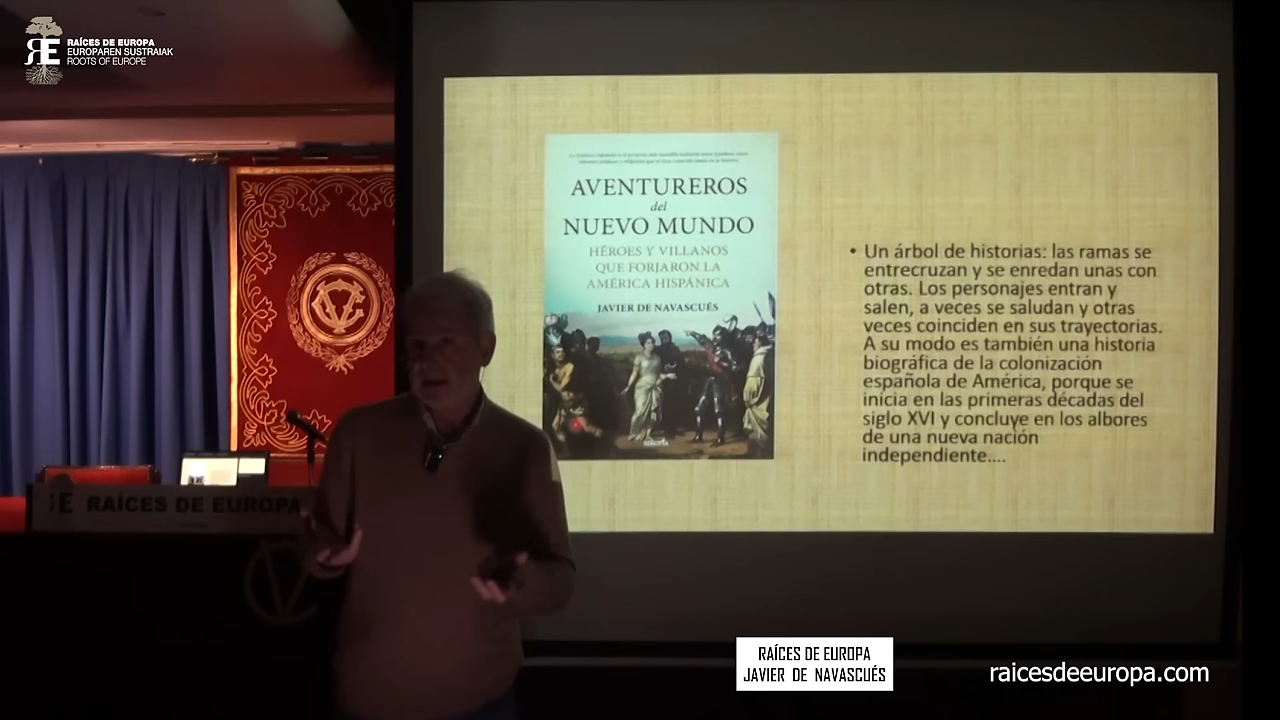 RAÍCES DE EUROPA
EUROPAREN SUSTRAIAK
ROOTS OF EUROPE
AVENTUREROS
del
NUEVO MUNDO
HÉROES Y VILLANOS
QUE FORJARON LA
AMÉRICA HISPÁNICA
JAVIER DE NAVASCUÉS
• Un árbol de historias: las ramas se
entrecruzan y se enredan unas con
otras. Los personajes entran y
salen, a veces se saludan y otras
veces coinciden en sus trayectorias.
A su modo es también una historia
biográfica de la colonización
española de América, porque se
inicia en las primeras décadas del
siglo XVI y concluye en los albores
de una nueva nación
independiente....
RAÍCES DE EUROPA
RAÍCES DE EUROPA
JAVIER DE NAVASCUÉS
raicesdeeuropa.com